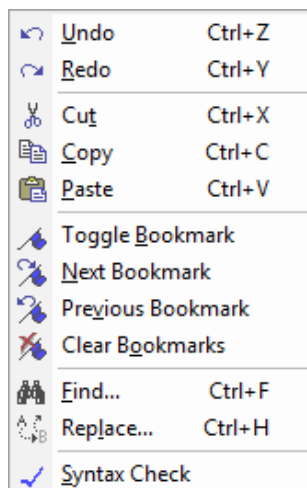 Undo Ctrl+Z
Redo Ctrl+Y
Cut Ctrl+X
Copy Ctrl+C
Paste Ctrl+V
Toggle Bookmark
Next Bookmark
Previous Bookmark
Clear Bookmarks
Find... Ctrl+F
Replace... Ctrl+H
Syntax Check